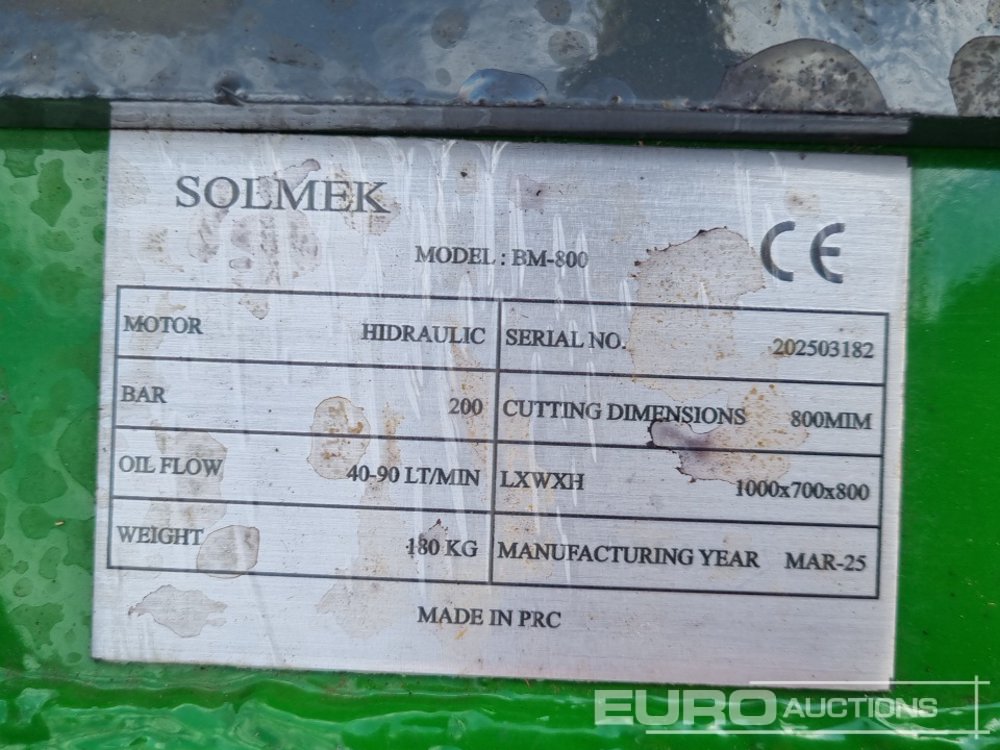 SOLMEK
MODEL : BM-800
CE
MOTOR HIDRAULIC SERIAL NO. 202503182
BAR 200 CUTTING DIMENSIONS 800MIM
OIL FLOW 40-90 LT/MIN LXWXH 1000x700x800
WEIGHT 180 KG MANUFACTURING YEAR MAR-25
MADE IN PRC
EURO AUCTIONS